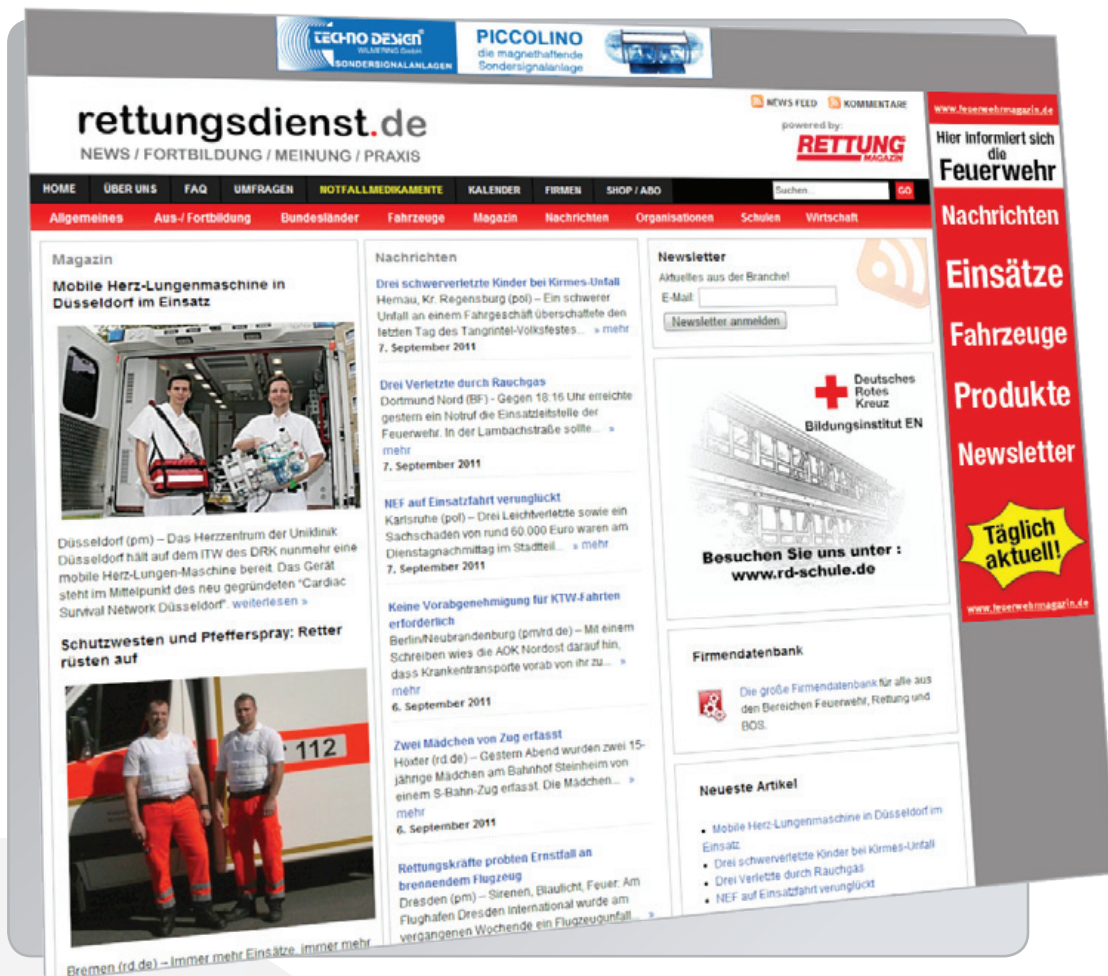 TECHNO DESIGN
WILMERING GmbH
SONDERSIGNALANLAGEN
PICCOLINO
die magnethaftende
Sondersignalanlage
rettungsdienst.de
NEWS / FORTBILDUNG / MEINUNG / PRAXIS
NEWS FEED KOMMENTARE
powered by:
RETTUNG
MAGAZIN
HOME ÜBER UNS FAQ UMFRAGEN NOTFALLMEDIKAMENTE KALENDER FIRMEN SHOP / ABO Suchen... GO
Allgemeines Aus-/ Fortbildung Bundesländer Fahrzeuge Magazin Nachrichten Organisationen Schulen Wirtschaft
Magazin
Mobile Herz-Lungenmaschine in
Düsseldorf im Einsatz
Düsseldorf (pm) – Das Herzzentrum der Uniklinik
Düsseldorf hält auf dem ITW des DRK nunmehr eine
mobile Herz-Lungen-Maschine bereit. Das Gerät
steht im Mittelpunkt des neu gegründeten "Cardiac
Survival Network Düsseldorf". weiterlesen »
Schutzwesten und Pfefferspray: Retter
rüsten auf
112
Bremen (rd.de) – Immer mehr Einsätze, immer mehr
Nachrichten
Drei schwerverletzte Kinder bei Kirmes-Unfall
Hemau, Kr. Regensburg (pol) – Ein schwerer
Unfall an einem Fahrgeschäft überschattete den
letzten Tag des Tangrintel-Volksfestes... » mehr
7. September 2011
Drei Verletzte durch Rauchgas
Dortmund Nord (BF) - Gegen 18:16 Uhr erreichte
gestern ein Notruf die Einsatzleitstelle der
Feuerwehr. In der Lambachstraße sollte... »
mehr
7. September 2011
NEF auf Einsatzfahrt verunglückt
Karlsruhe (pol) – Drei Leichtverletzte sowie ein
Sachschaden von rund 60.000 Euro waren am
Dienstagnachmittag im Stadtteil... » mehr
7. September 2011
Keine Vorabgenehmigung für KTW-Fahrten
erforderlich
Berlin/Neubrandenburg (pm/rd.de) – Mit einem
Schreiben wies die AOK Nordost darauf hin,
dass Krankentransporte vorab von ihr zu... »
mehr
6. September 2011
Zwei Mädchen von Zug erfasst
Höxter (rd.de) – Gestern Abend wurden zwei 15-
jährige Mädchen am Bahnhof Steinheim von
einem S-Bahn-Zug erfasst. Die Mädchen... »
mehr
6. September 2011
Rettungskräfte probten Ernstfall an
brennendem Flugzeug
Dresden (pm) – Sirenen, Blaulicht, Feuer: Am
Flughafen Dresden International wurde am
vergangenen Wochende ein Flugzeugunfall... »
Newsletter
Aktuelles aus der Branche!
E-Mail:
Newsletter anmelden
Deutsches
Rotes
Kreuz
Bildungsinstitut EN
Besuchen Sie uns unter :
www.rd-schule.de
Firmendatenbank
Die große Firmendatenbank für alle aus
den Bereichen Feuerwehr, Rettung und
BOS.
Neueste Artikel
Mobile Herz-Lungenmaschine in Düsseldorf im
Einsatz
Drei schwerverletzte Kinder bei Kirmes-Unfall
Drei Verletzte durch Rauchgas
NEF auf Einsatzfahrt verunglückt
www.feuerwehrmagazin.de
Hier informiert sich
die
Feuerwehr
Nachrichten
Einsätze
Fahrzeuge
Produkte
Newsletter
Täglich
aktuell!
www.feuerwehrmagazin.de